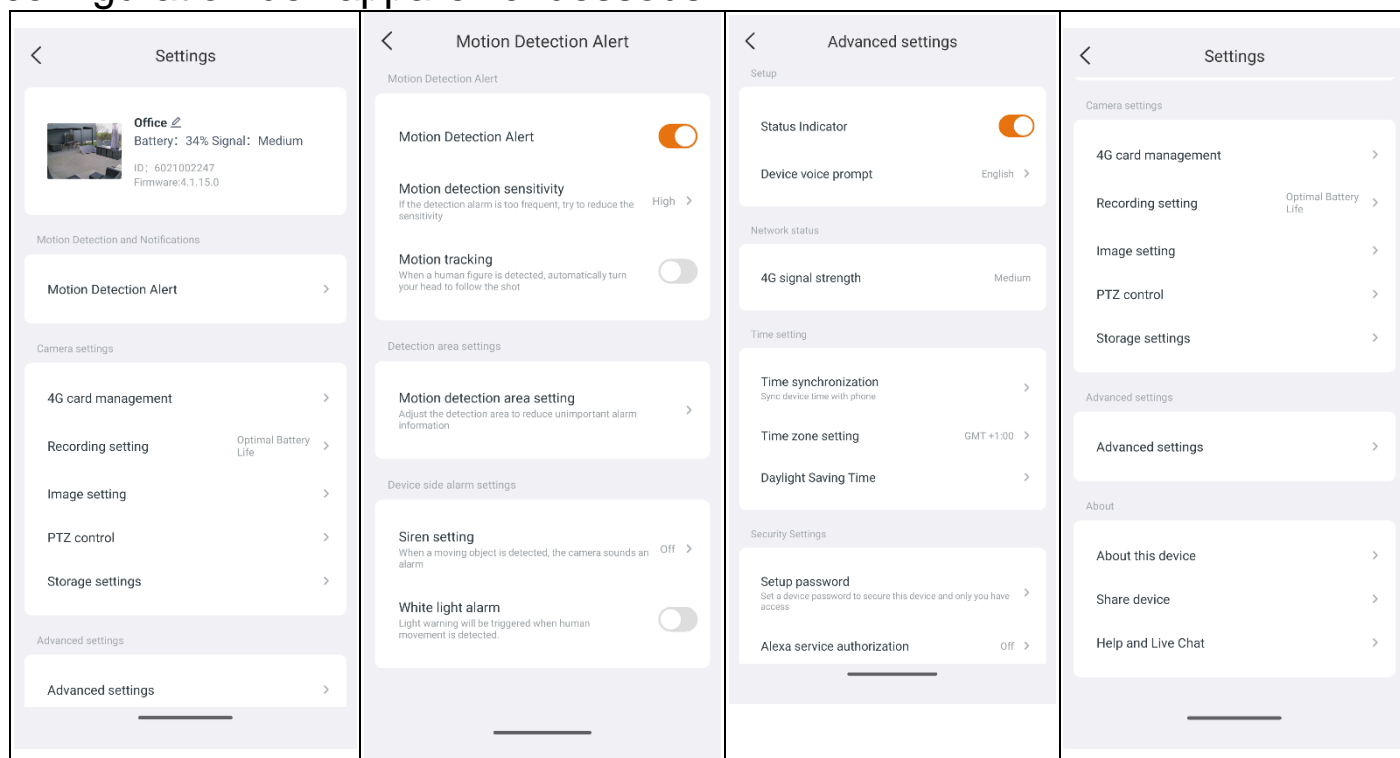 Settings
Office
Battery: 34% Signal: Medium
ID: 6021002247
Firmware:4.1.15.0
Motion Detection and Notifications
Motion Detection Alert
Camera settings
4G card management
Recording setting
Optimal Battery
Life
Image setting
PTZ control
Storage settings
Advanced settings
Advanced settings
Motion Detection Alert
Motion Detection Alert
Motion Detection Alert
Motion detection sensitivity
If the detection alarm is too frequent, try to reduce the
sensitivity
High
Motion tracking
When a human figure is detected, automatically turn
your head to follow the shot
Detection area settings
Motion detection area setting
Adjust the detection area to reduce unimportant alarm
information
Device side alarm settings
Siren setting
When a moving object is detected, the camera sounds an
alarm
Off
White light alarm
Light warning will be triggered when human
movement is detected.
Advanced settings
Setup
Status Indicator
Device voice prompt
English
Network status
4G signal strength
Medium
Time setting
Time synchronization
Sync device time with phone
Time zone setting
GMT +1:00
Daylight Saving Time
Security Settings
Setup password
Set a device password to secure this device and only you have
access
Alexa service authorization
Off
Settings
Camera settings
4G card management
Recording setting
Optimal Battery
Life
Image setting
PTZ control
Storage settings
Advanced settings
Advanced settings
About
About this device
Share device
Help and Live Chat